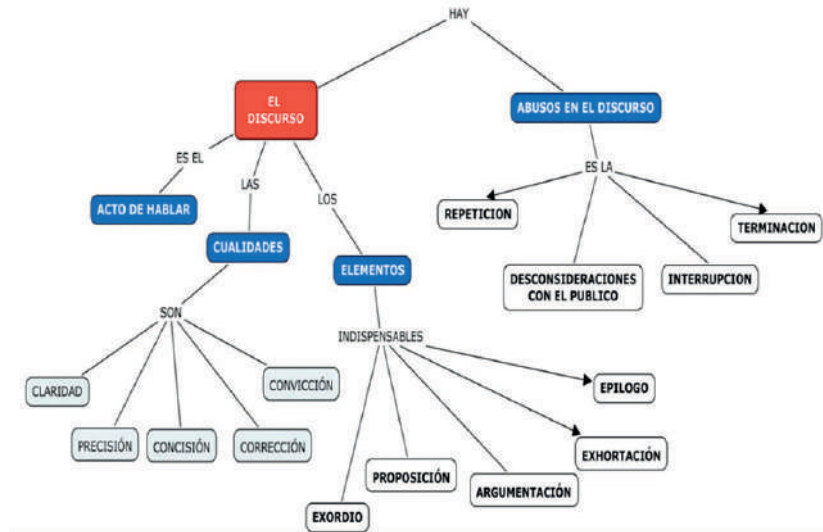 HAY
EL
DISCURSO
ABUSOS EN EL DISCURSO
ES EL
LAS
LOS
ES LA
ACTO DE HABLAR
REPETICION
TERMINACION
CUALIDADES
ELEMENTOS
DESCONSIDERACIONES
CON EL PUBLICO
INTERRUPCION
SON
INDISPENSABLES
CLARIDAD
CONVICCIÓN
EPILOGO
PRECISIÓN
CONCISIÓN
CORRECCIÓN
EXHORTACIÓN
PROPOSICIÓN
ARGUMENTACIÓN
EXORDIO